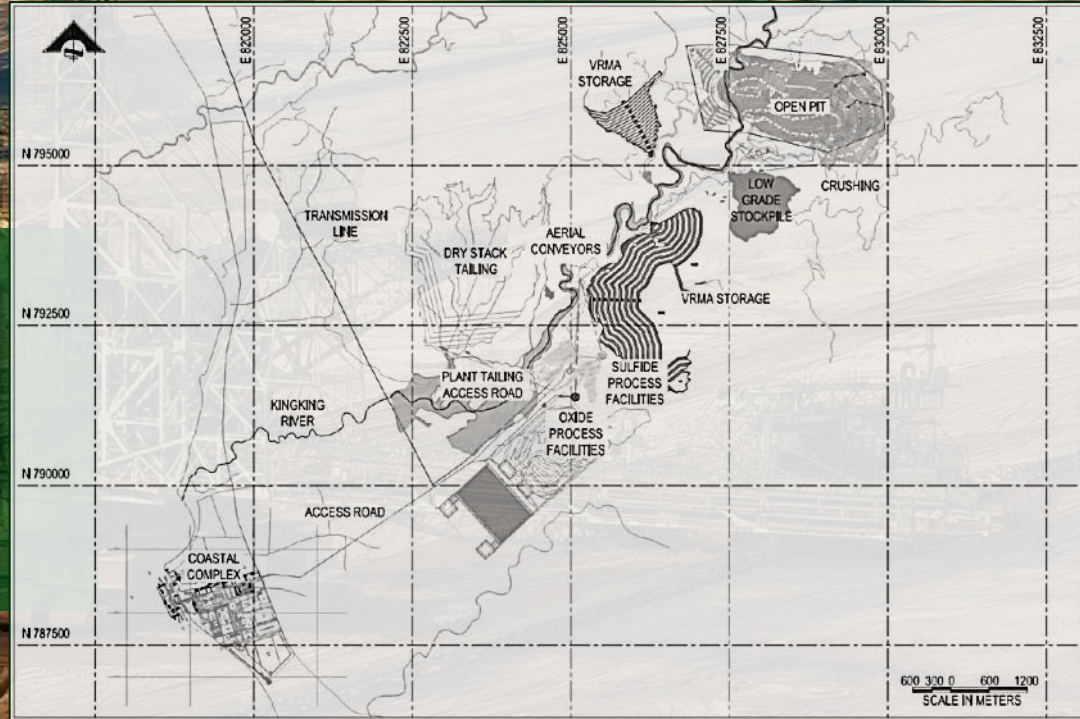 E 820000
E 822500
E 825000
E 827500
E 830000
E 832500
VRMA
STORAGE
OPEN PIT
N 795000
LOW
GRADE
STOCKPILE
CRUSHING
TRANSMISSION
LINE
AERIAL
CONVEYORS
DRY STACK
TAILING
VRMA STORAGE
N 792500
SULFIDE
PROCESS
FACILITIES
PLANT TAILING
ACCESS ROAD
KINGKING
RIVER
OXIDE
PROCESS
FACILITIES
N 790000
ACCESS ROAD
COASTAL
COMPLEX
N 787500
600 300 0 600 1200
SCALE IN METERS